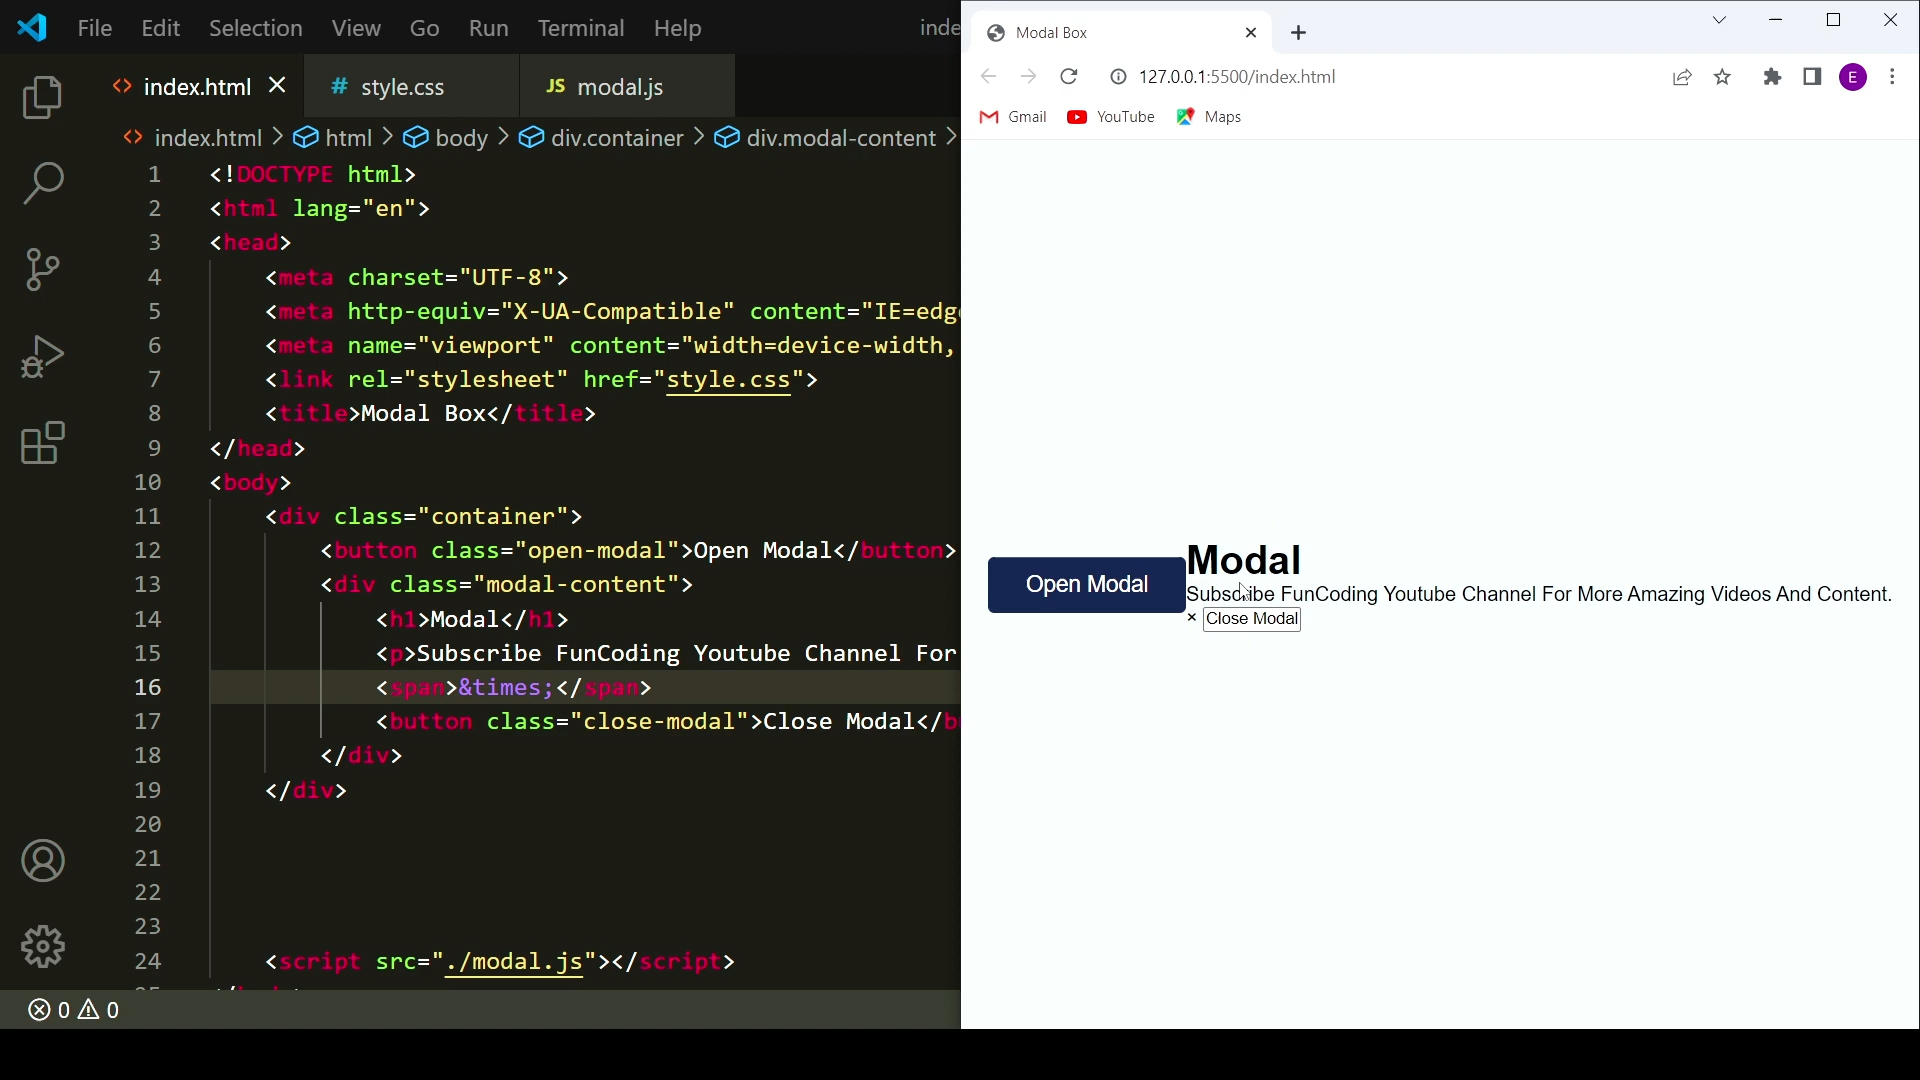 File Edit Selection View Go Run Terminal Help inde
index.html # style.css JS modal.js
index.html > html > body > div.container > div.modal-content >
1 <!DOCTYPE html>
2 <html lang="en">
3 <head>
4 <meta charset="UTF-8">
5 <meta http-equiv="X-UA-Compatible" content="IE=edg
6 <meta name="viewport" content="width=device-width,
7 <link rel="stylesheet" href="style.css">
8 <title>Modal Box</title>
9 </head>
10 <body>
11 <div class="container">
12 <button class="open-modal">Open Modal</button>
13 <div class="modal-content">
14 <h1>Modal</h1>
15 <p>Subscribe FunCoding Youtube Channel For
16 <span>&times;</span>
17 <button class="close-modal">Close Modal</b
18 </div>
19 </div>
20
21
22
23
24 <script src="./modal.js"></script>
0 0
Modal Box
127.0.0.1:5500/index.html E
Gmail YouTube Maps
Open Modal
Modal
Subscribe FunCoding Youtube Channel For More Amazing Videos And Content.
× Close Modal